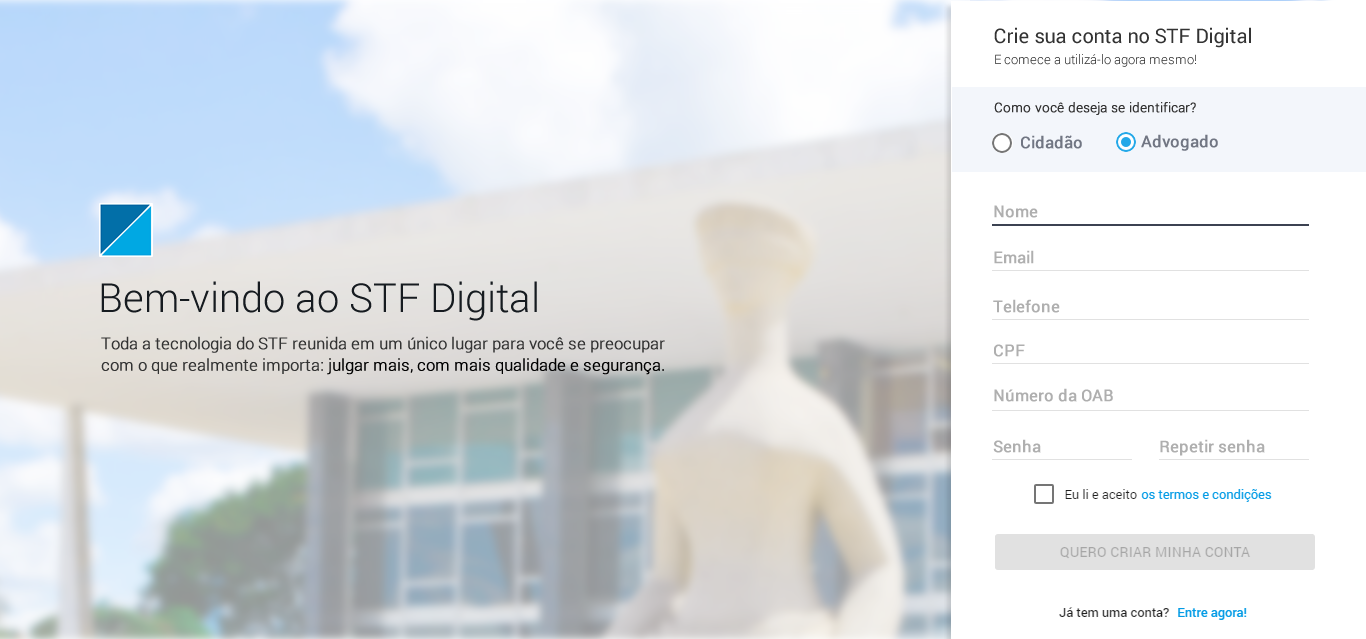 Bem-vindo ao STF Digital
Toda a tecnologia do STF reunida em um único lugar para você se preocupar
com o que realmente importa: julgar mais, com mais qualidade e segurança.
Crie sua conta no STF Digital
E comece a utilizá-lo agora mesmo!
Como você deseja se identificar?
Cidadão Advogado
Nome
Email
Telefone
CPF
Número da OAB
Senha Repetir senha
Eu li e aceito os termos e condições
QUERO CRIAR MINHA CONTA
Já tem uma conta? Entre agora!